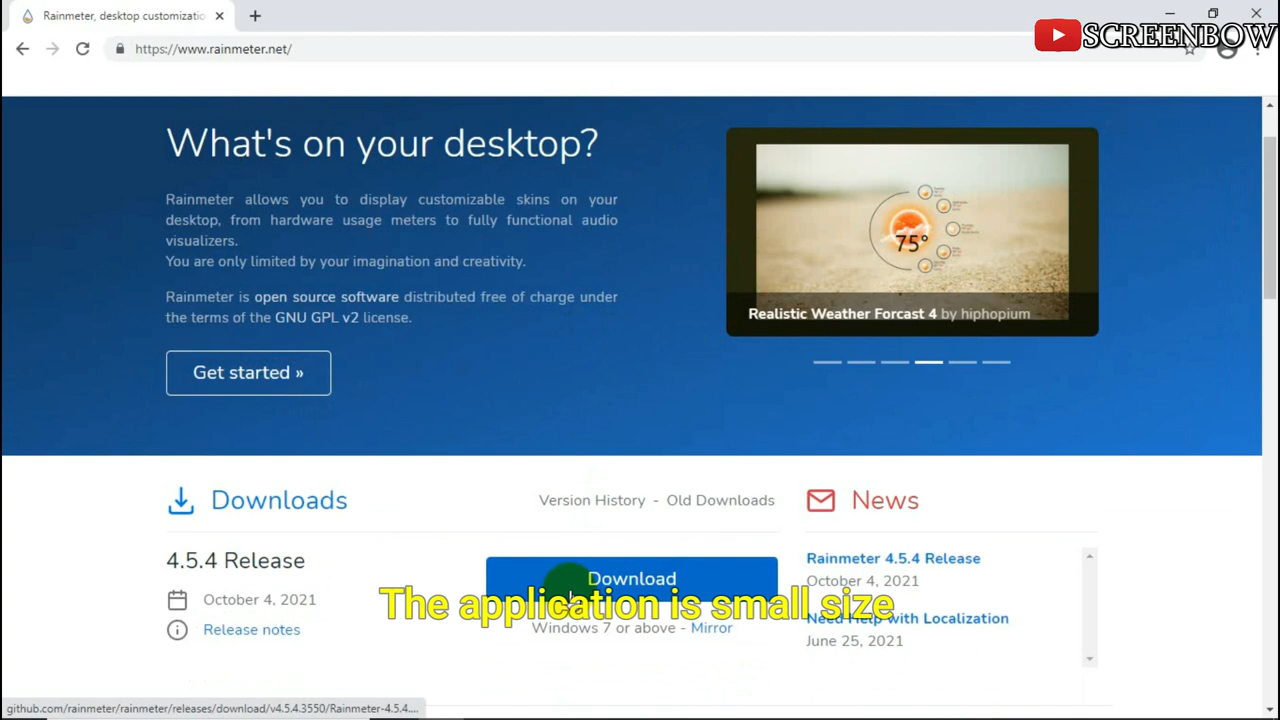 Rainmeter, desktop customizatio
https://www.rainmeter.net/
SCREENBOW
What's on your desktop?
Rainmeter allows you to display customizable skins on your
desktop, from hardware usage meters to fully functional audio
visualizers.
You are only limited by your imagination and creativity.
Rainmeter is open source software distributed free of charge under
the terms of the GNU GPL v2 license.
Get started »
75°
Realistic Weather Forcast 4 by hiphopium
Downloads
Version History - Old Downloads
4.5.4 Release
October 4, 2021
Release notes
Download
The application is small size
Windows 7 or above - Mirror
News
Rainmeter 4.5.4 Release
October 4, 2021
Need Help with Localization
June 25, 2021
github.com/rainmeter/rainmeter/releases/download/v4.5.4.3550/Rainmeter-4.5.4....